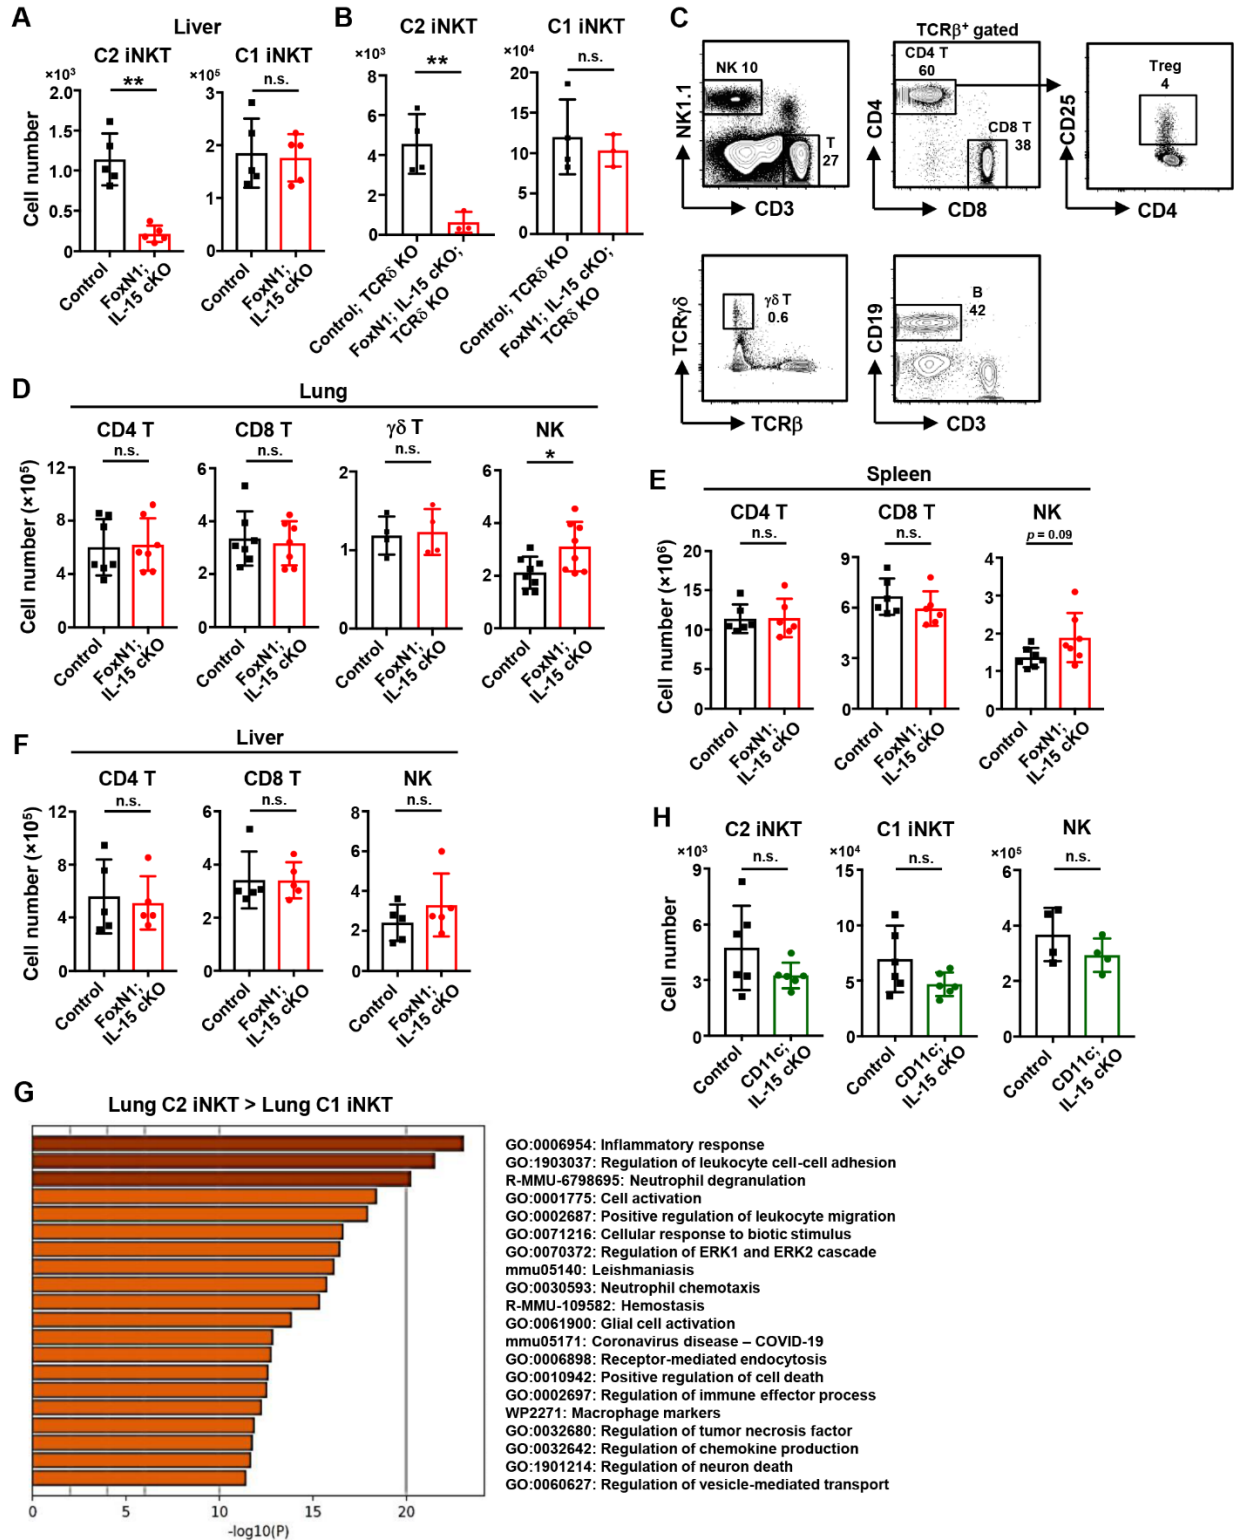 A
Liver
C2 iNKT
C1 iNKT
×10³
×10⁵
Cell number
2.0
1.5
1.0
0.5
0
**
3
2
1
0
n.s.
Control
FoxN1;
IL-15 cKO
Control
FoxN1;
IL-15 cKO
B
C2 iNKT
C1 iNKT
×10³
×10⁴
8
6
4
2
0
**
20
15
10
5
0
n.s.
Control; TCRδ KO
FoxN1; IL-15 cKO;
TCRδ KO
Control; TCRδ KO
FoxN1; IL-15 cKO;
TCRδ KO
C
TCRβ⁺ gated
NK 10
T
27
NK1.1
CD3
CD4 T
60
CD8 T
38
CD4
CD8
Treg
4
CD25
CD4
γδ T
0.6
TCRγδ
TCRβ
B
42
CD19
CD3
D
Lung
CD4 T
CD8 T
γδ T
NK
Cell number (×10⁵)
12
8
4
0
n.s.
6
4
2
0
n.s.
2
1
0
n.s.
6
4
2
0
*
Control
FoxN1;
IL-15 cKO
Control
FoxN1;
IL-15 cKO
Control
FoxN1;
IL-15 cKO
Control
FoxN1;
IL-15 cKO
E
Spleen
CD4 T
CD8 T
NK
Cell number (×10⁶)
20
15
10
5
0
n.s.
9
6
3
0
n.s.
4
3
2
1
0
p = 0.09
Control
FoxN1;
IL-15 cKO
Control
FoxN1;
IL-15 cKO
Control
FoxN1;
IL-15 cKO
F
Liver
CD4 T
CD8 T
NK
Cell number (×10⁵)
12
8
4
0
n.s.
6
4
2
0
n.s.
8
6
4
2
0
n.s.
Control
FoxN1;
IL-15 cKO
Control
FoxN1;
IL-15 cKO
Control
FoxN1;
IL-15 cKO
H
C2 iNKT
C1 iNKT
NK
×10³
×10⁴
×10⁵
Cell number
9
6
3
0
n.s.
15
10
5
0
n.s.
6
4
2
0
n.s.
Control
CD11c;
IL-15 cKO
Control
CD11c;
IL-15 cKO
Control
CD11c;
IL-15 cKO
G
Lung C2 iNKT > Lung C1 iNKT
GO:0006954: Inflammatory response
GO:1903037: Regulation of leukocyte cell-cell adhesion
R-MMU-6798695: Neutrophil degranulation
GO:0001775: Cell activation
GO:0002687: Positive regulation of leukocyte migration
GO:0071216: Cellular response to biotic stimulus
GO:0070372: Regulation of ERK1 and ERK2 cascade
mmu05140: Leishmaniasis
GO:0030593: Neutrophil chemotaxis
R-MMU-109582: Hemostasis
GO:0061900: Glial cell activation
mmu05171: Coronavirus disease – COVID-19
GO:0006898: Receptor-mediated endocytosis
GO:0010942: Positive regulation of cell death
GO:0002697: Regulation of immune effector process
WP2271: Macrophage markers
GO:0032680: Regulation of tumor necrosis factor
GO:0032642: Regulation of chemokine production
GO:1901214: Regulation of neuron death
GO:0060627: Regulation of vesicle-mediated transport
0
5
10
15
20
-log10(P)